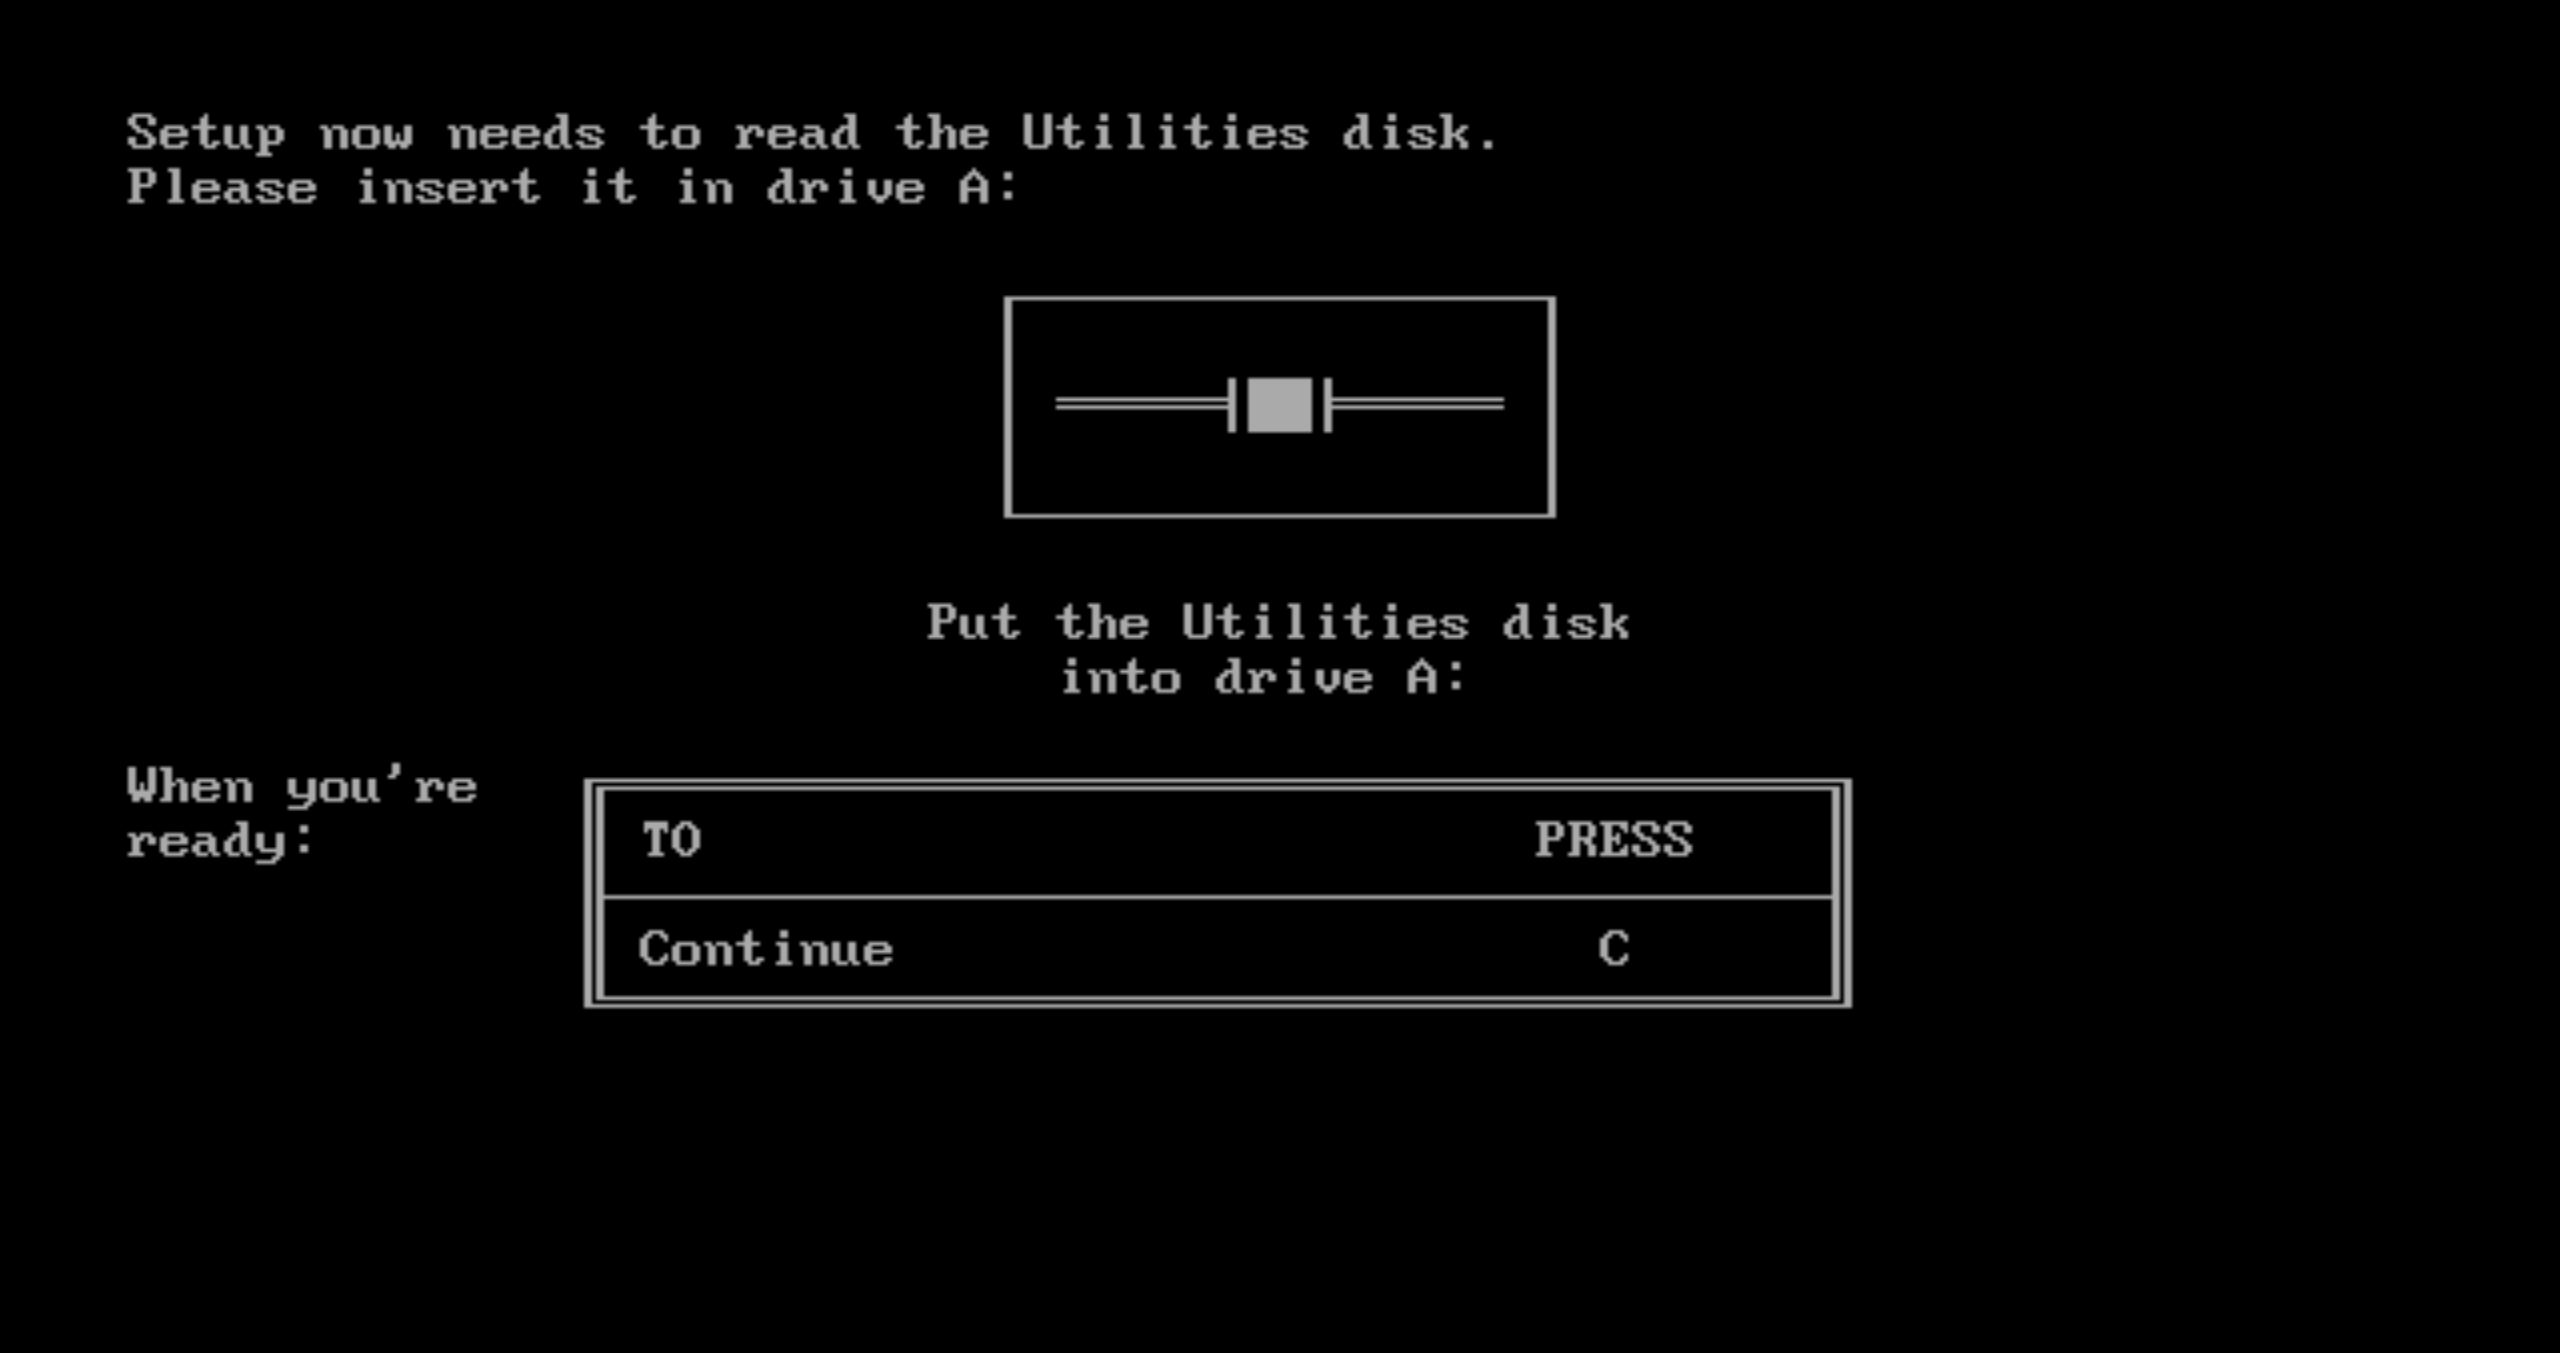 Setup now needs to read the Utilities disk.
Please insert it in drive A:
Put the Utilities disk
into drive A:
When you're
ready:
TO PRESS
Continue C